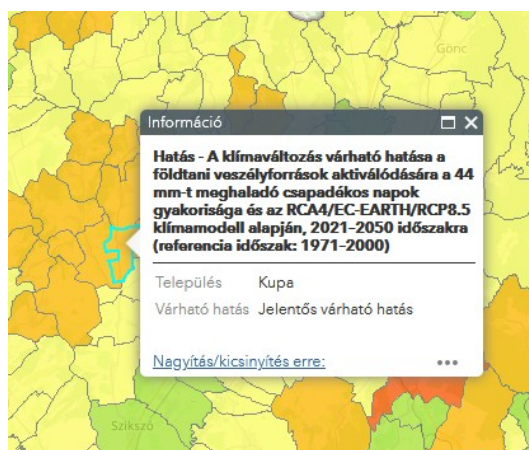 Gönc
Információ
Hatás - A klímaváltozás várható hatása a
földtani veszélyforrások aktiválódására a 44
mm-t meghaladó csapadékos napok
gyakorisága és az RCA4/EC-EARTH/RCP8.5
klímamodell alapján, 2021-2050 időszakra
(referencia időszak: 1971-2000)
Település Kupa
Várható hatás Jelentős várható hatás
Nagyítás/kicsinyítés erre:
Szikszó